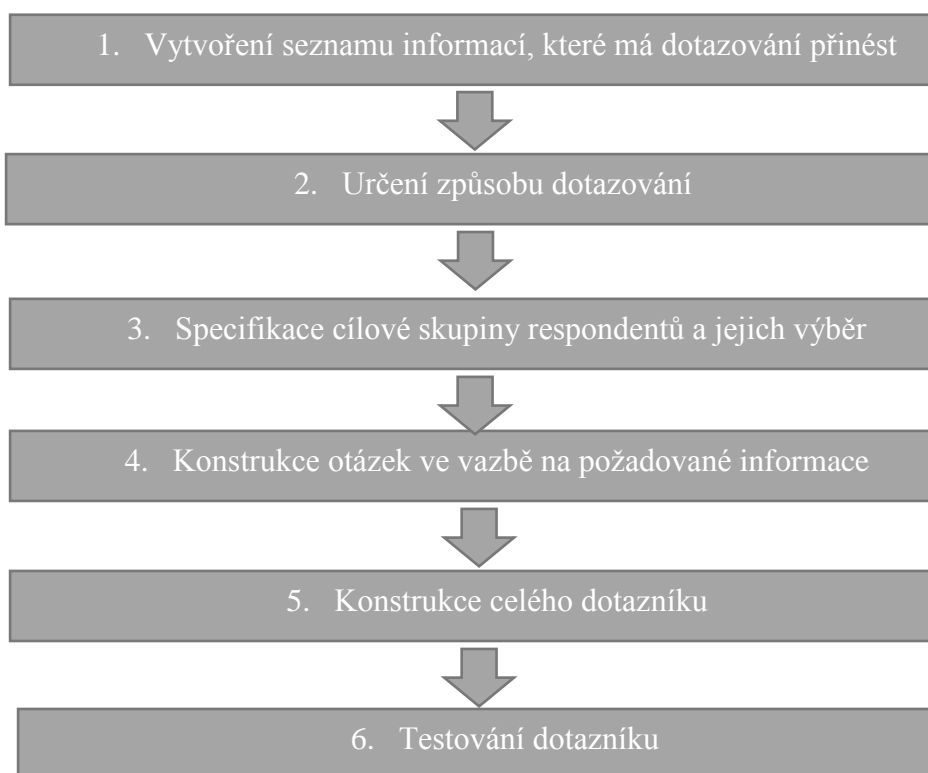 1. Vytvoření seznamu informací, které má dotazování přinést
2. Určení způsobu dotazování
3. Specifikace cílové skupiny respondentů a jejich výběr
4. Konstrukce otázek ve vazbě na požadované informace
5. Konstrukce celého dotazníku
6. Testování dotazníku